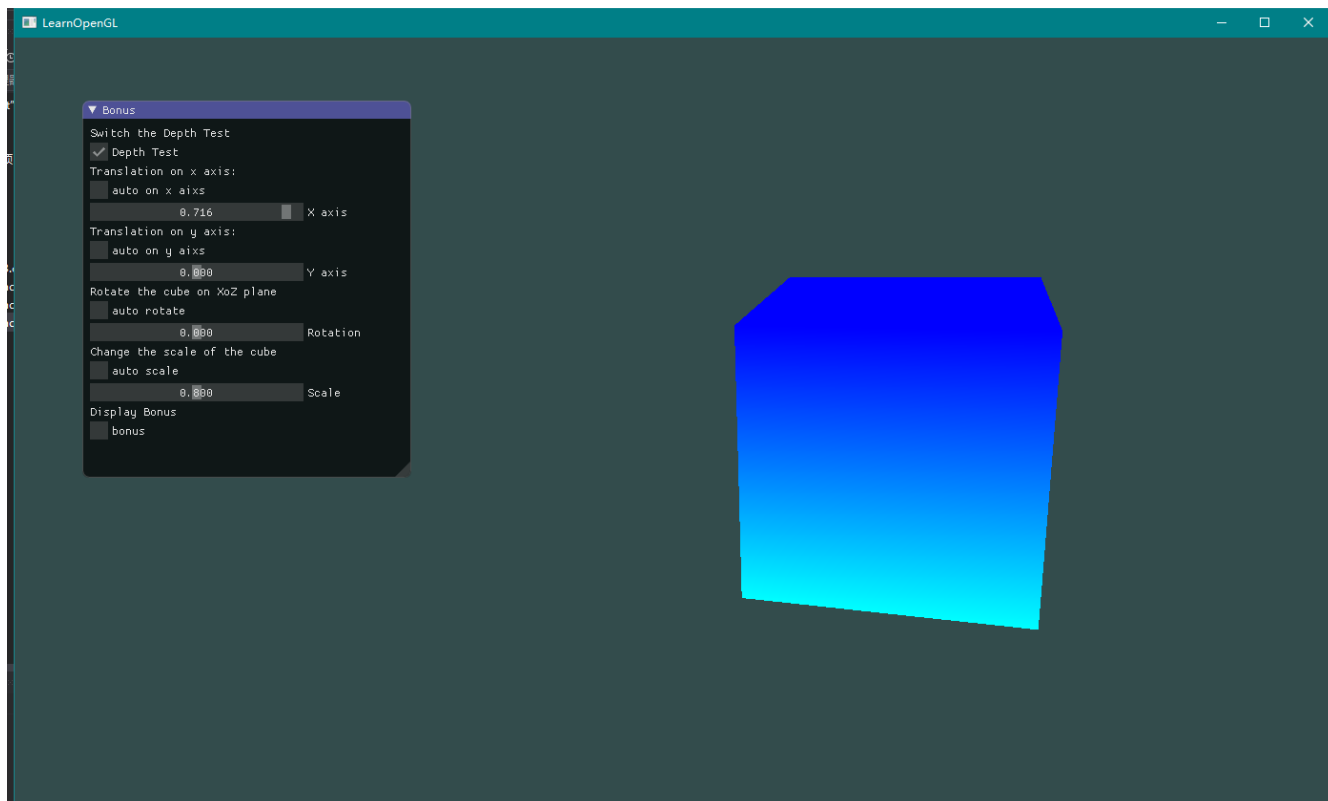 LearnOpenGL
Bonus
Switch the Depth Test
Depth Test
Translation on x axis:
auto on x aixs
0.716 X axis
Translation on y axis:
auto on y aixs
0.000 Y axis
Rotate the cube on XoZ plane
auto rotate
0.000 Rotation
Change the scale of the cube
auto scale
0.800 Scale
Display Bonus
bonus